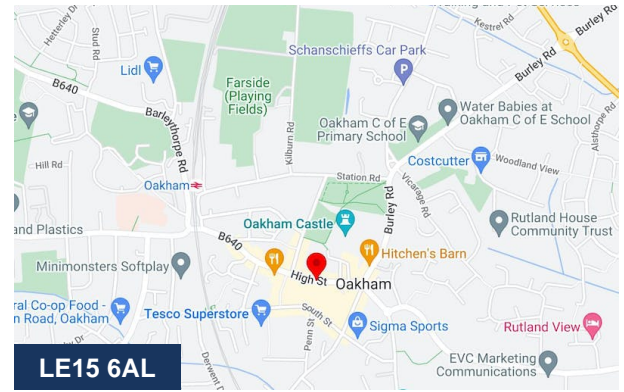 Hetterley Dr
Stud Rd
Kestrel Rd
Burley Rd
Schanschieffs Car Park
Lidl
B640
Farside
(Playing
Fields)
Burley Rd
Barleythorpe Rd
Water Babies at
Oakham C of E School
Oakham C of E
Primary School
Alsthorpe Rd
Kilburn Rd
Costcutter
Woodland View
Hill Rd
Station Rd
Oakham
Vicarage Rd
Burley Rd
Oakham Castle
Rutland House
Community Trust
and Plastics
B640
Hitchen's Barn
Minimonsters Softplay
High St
Oakham
ral Co-op Food -
n Road, Oakham
Tesco Superstore
South St
Penn St
Sigma Sports
Rutland View
Derwent D
EVC Marketing
Communications
LE15 6AL